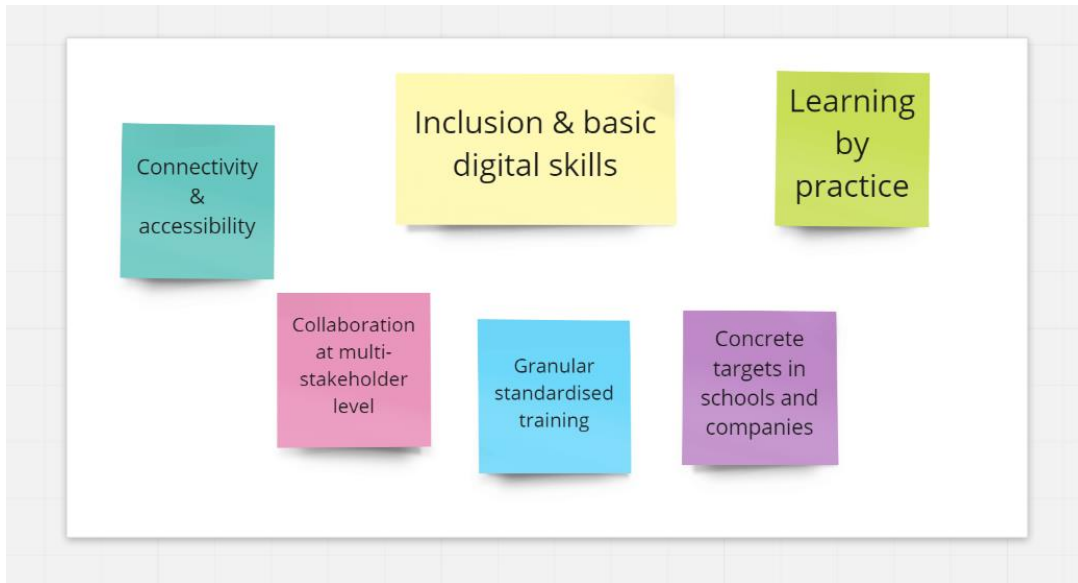 Inclusion & basic
digital skills
Learning
by
practice
Connectivity
&
accessibility
Collaboration
at multi-
stakeholder
level
Granular
standardised
training
Concrete
targets in
schools and
companies